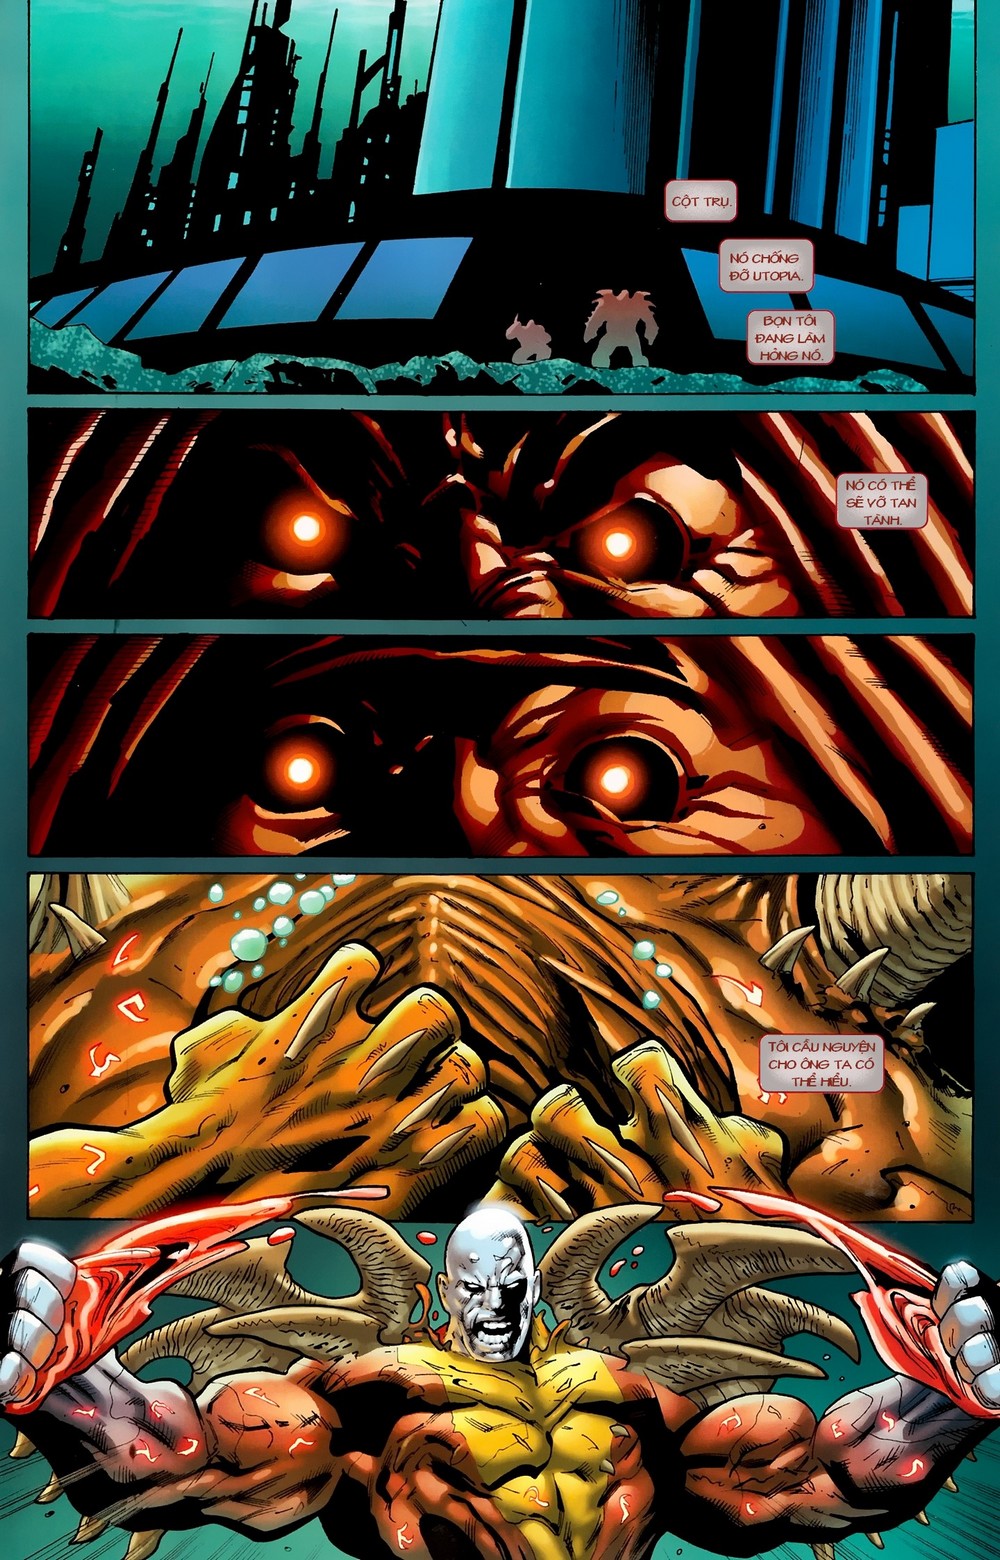 CỘT TRỤ.
NÓ CHỐNG
ĐỠ UTOPIA.
BỌN TÔI
ĐANG LÀM
HỎNG NÓ.
NÓ CÓ THỂ
SẼ VỠ TAN
TÀNH.
TÔI CẦU NGUYỆN
CHO ÔNG TA CÓ
THỂ HIỂU.